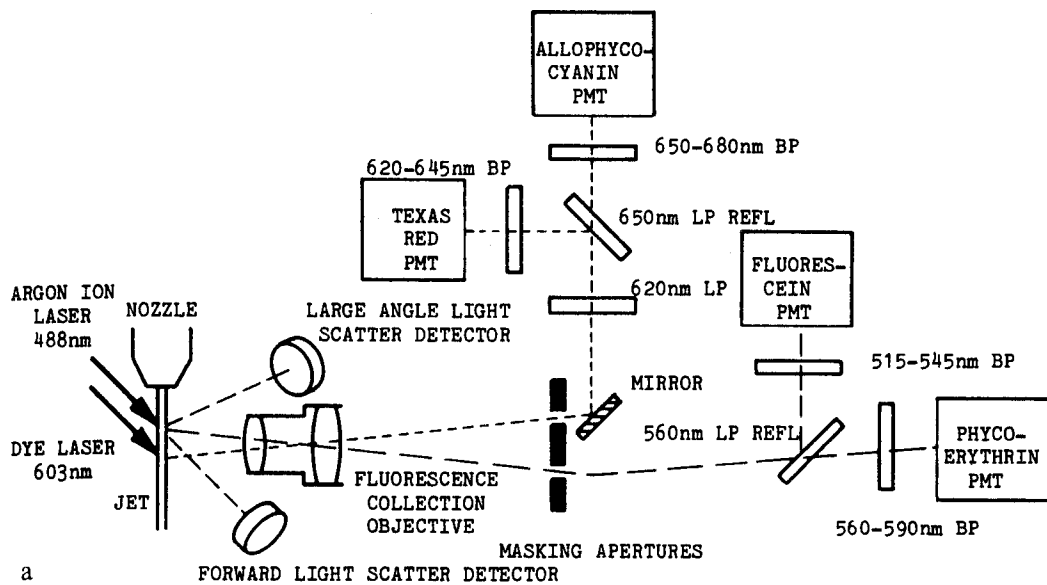 ALLOPHYCO-
CYANIN
PMT
650-680nm BP
620-645nm BP
TEXAS
RED
PMT
650nm LP REFL
FLUORES-
CEIN
PMT
620nm LP
ARGON ION
LASER
488nm
NOZZLE
LARGE ANGLE LIGHT
SCATTER DETECTOR
515-545nm BP
MIRROR
560nm LP REFL
PHYCO-
ERYTHRIN
PMT
DYE LASER
603nm
FLUORESCENCE
COLLECTION
OBJECTIVE
JET
560-590nm BP
MASKING APERTURES
FORWARD LIGHT SCATTER DETECTOR
a